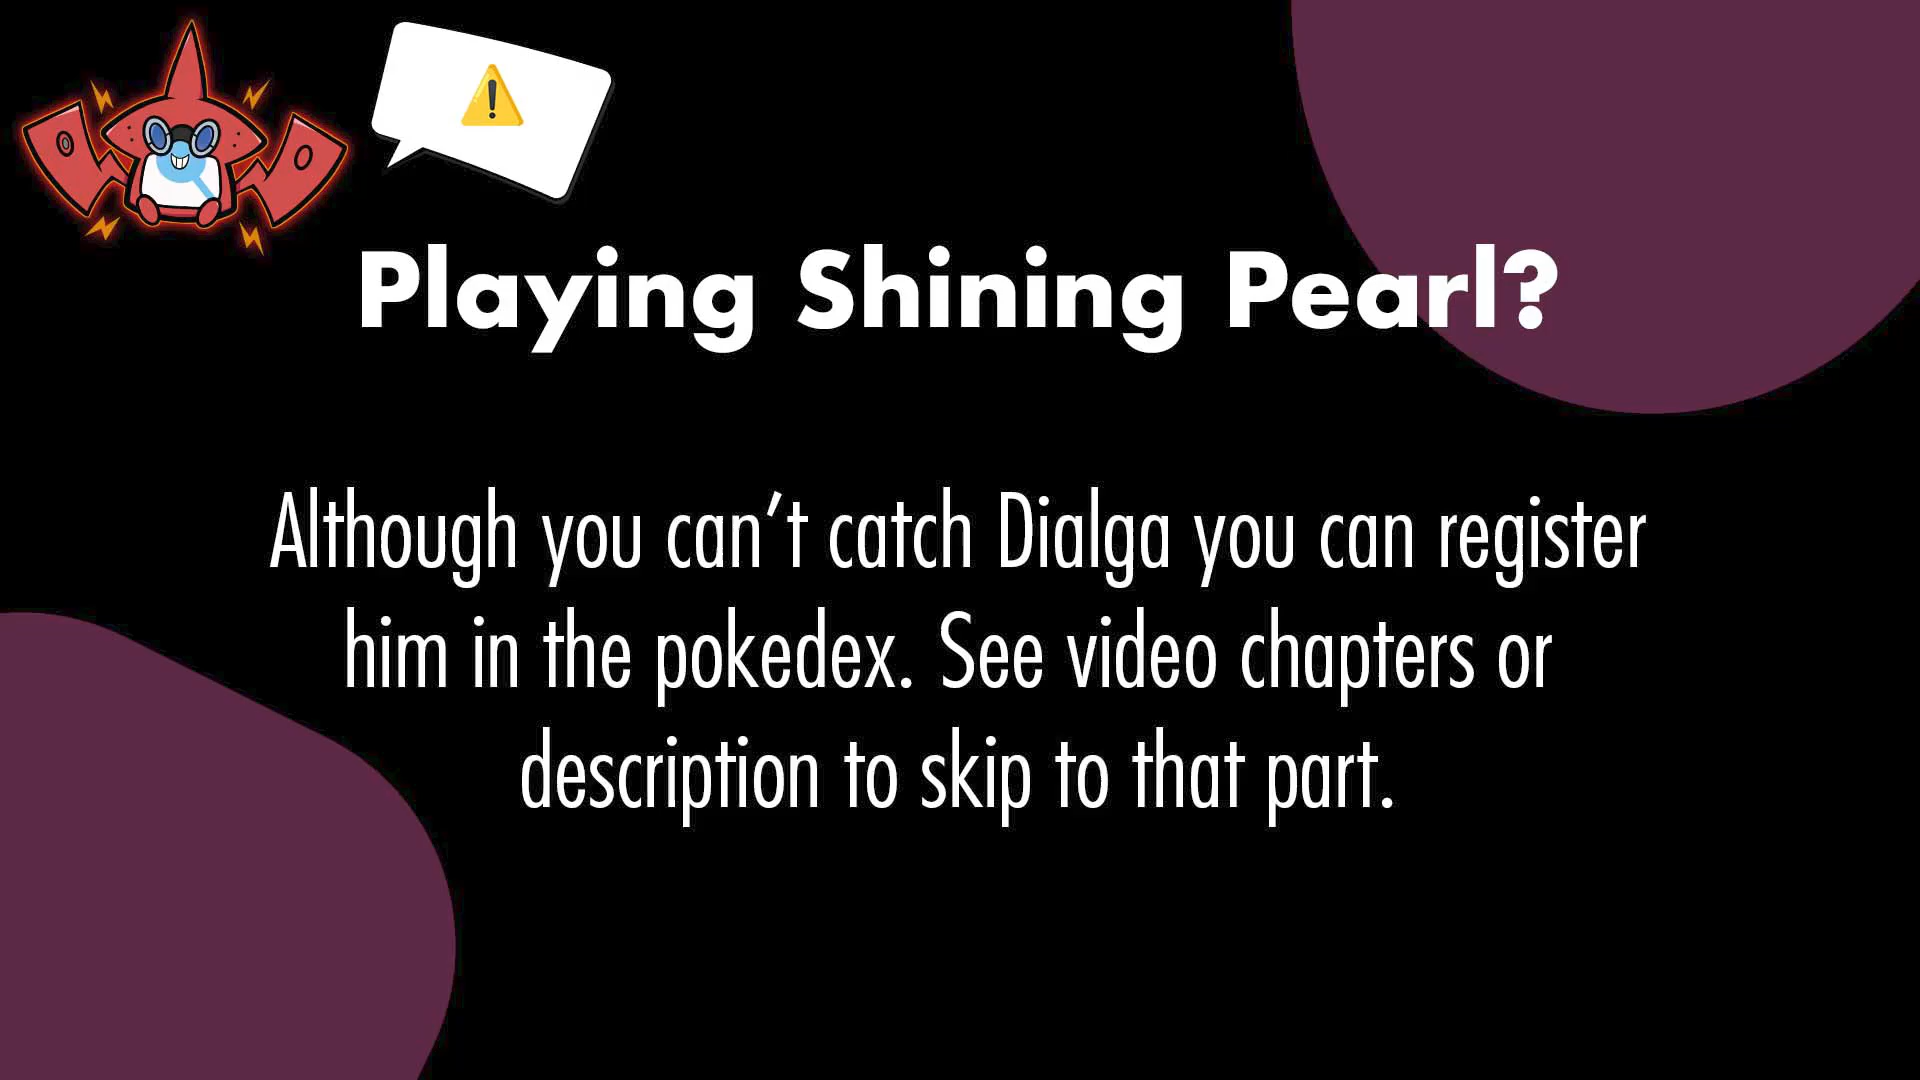 Playing Shining Pearl?
Although you can’t catch Dialga you can register
him in the pokedex. See video chapters or
description to skip to that part.